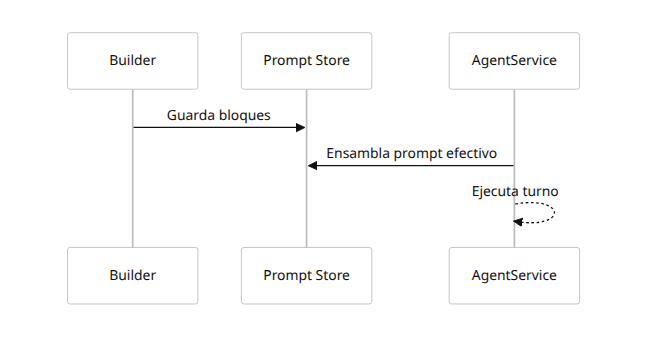 Builder
Prompt Store
AgentService
Guarda bloques
Ensambla prompt efectivo
Ejecuta turno
Builder
Prompt Store
AgentService